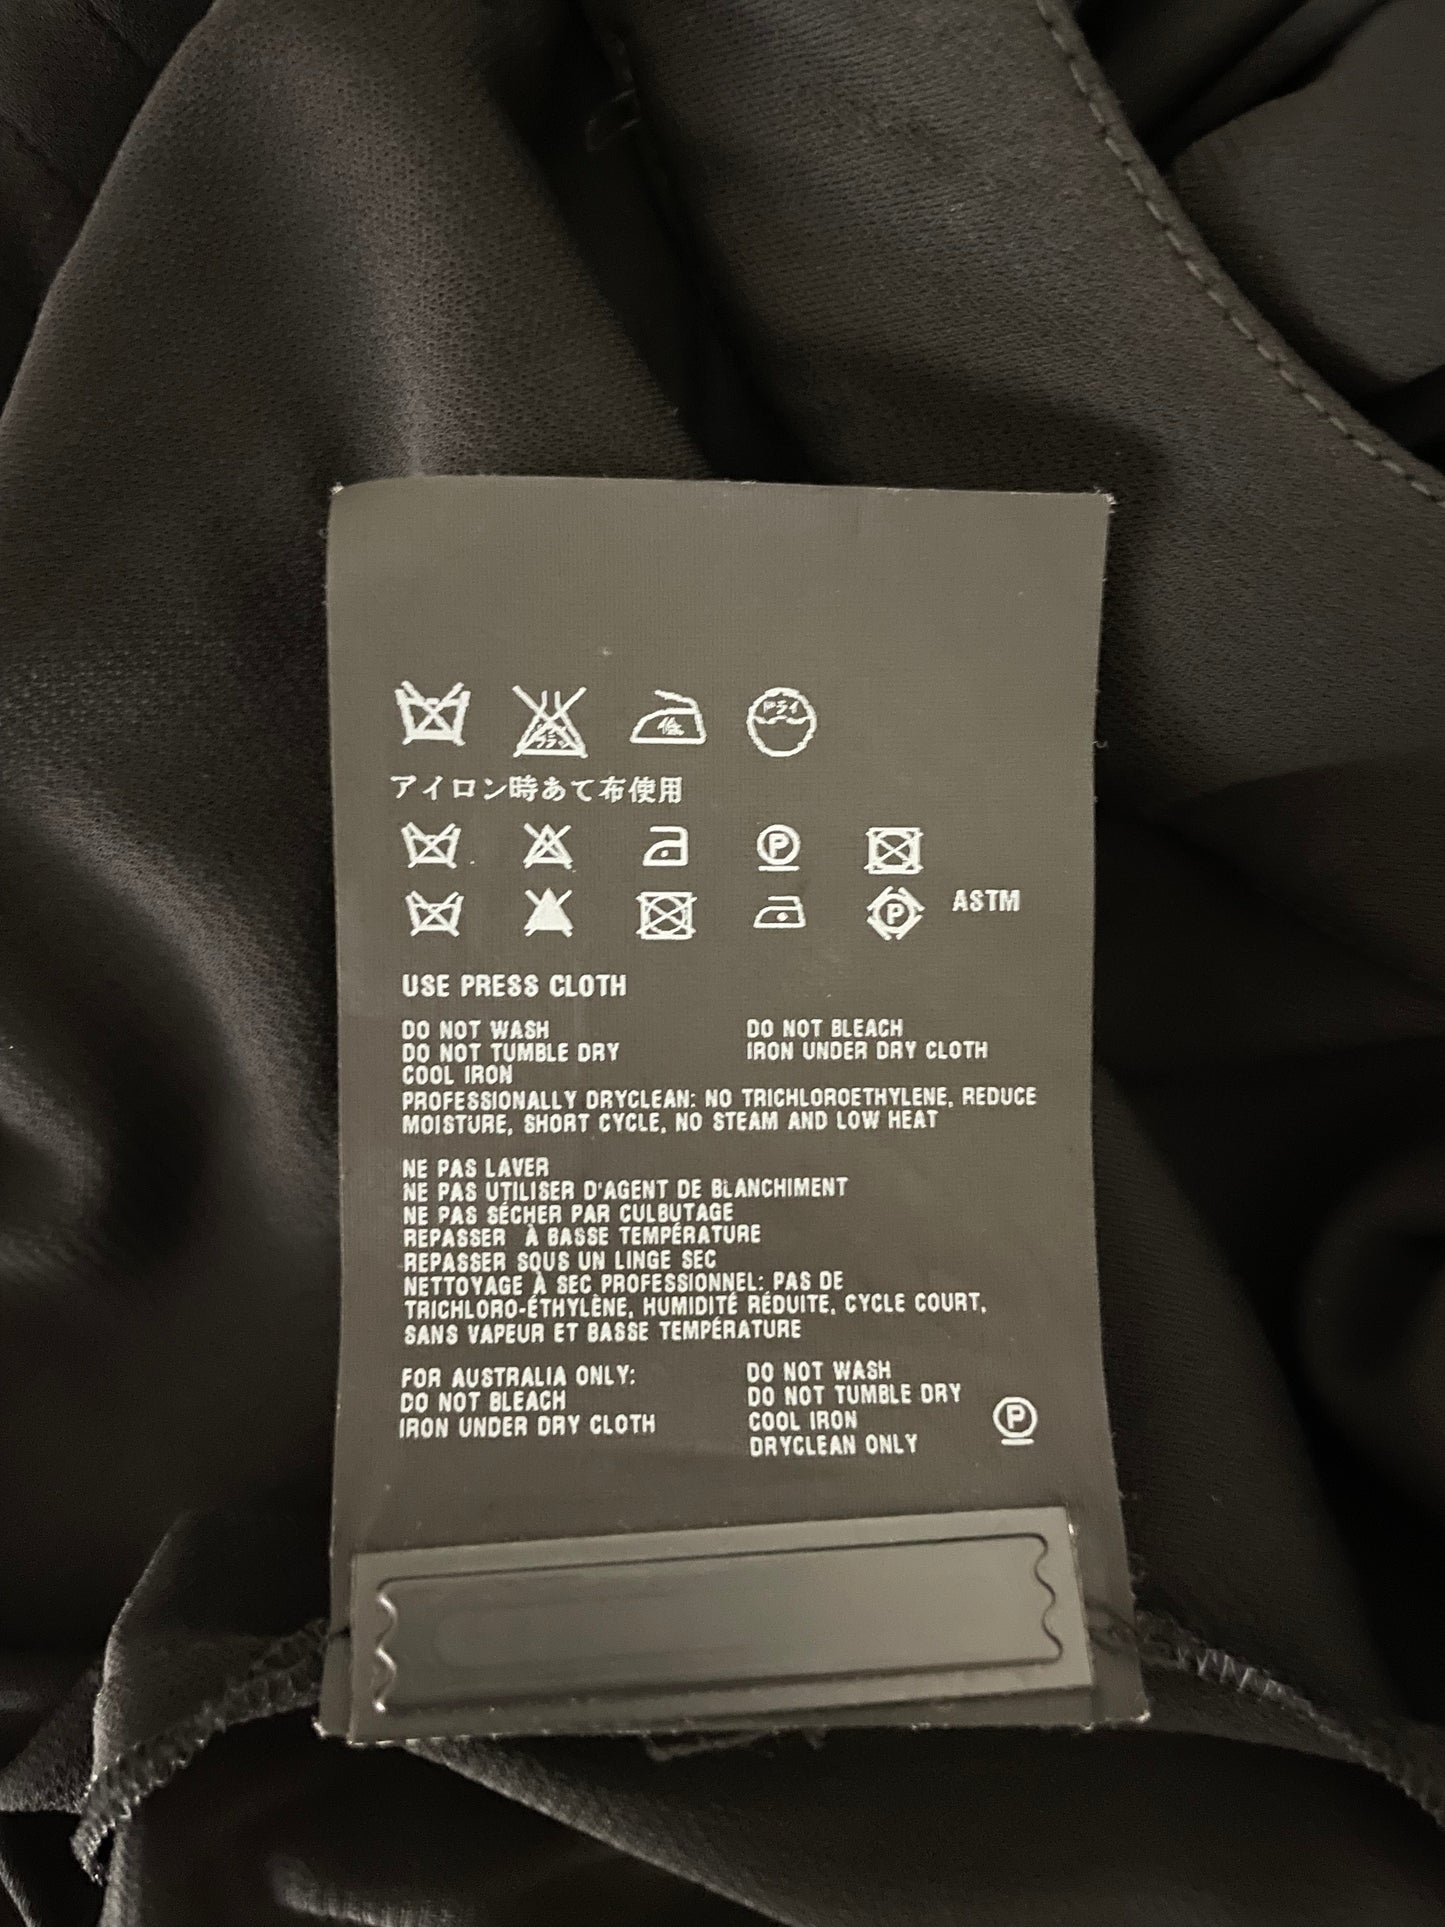 ドライ
アイロン時あて布使用
P
P ASTM
USE PRESS CLOTH
DO NOT WASH DO NOT BLEACH
DO NOT TUMBLE DRY IRON UNDER DRY CLOTH
COOL IRON
PROFESSIONALLY DRYCLEAN: NO TRICHLOROETHYLENE, REDUCE
MOISTURE, SHORT CYCLE, NO STEAM AND LOW HEAT
NE PAS LAVER
NE PAS UTILISER D'AGENT DE BLANCHIMENT
NE PAS SÉCHER PAR CULBUTAGE
REPASSER À BASSE TEMPÉRATURE
REPASSER SOUS UN LINGE SEC
NETTOYAGE À SEC PROFESSIONNEL: PAS DE
TRICHLORO-ÉTHYLÈNE, HUMIDITÉ RÉDUITE, CYCLE COURT,
SANS VAPEUR ET BASSE TEMPÉRATURE
FOR AUSTRALIA ONLY: DO NOT WASH
DO NOT BLEACH DO NOT TUMBLE DRY
IRON UNDER DRY CLOTH COOL IRON
DRYCLEAN ONLY
P